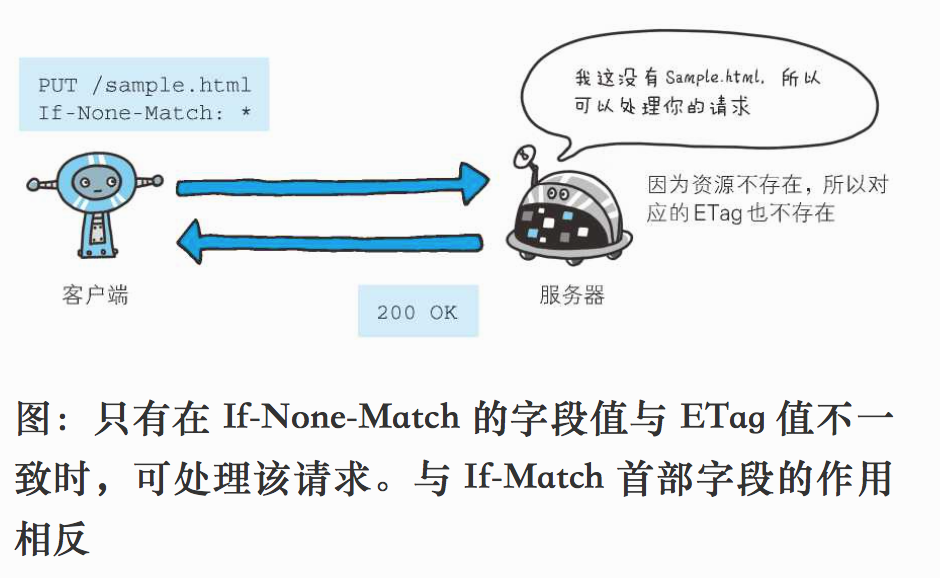 PUT /sample.html
If-None-Match: *
我这没有Sample.html，所以
可以处理你的请求
因为资源不存在，所以对
应的ETag也不存在
客户端
服务器
200 OK
图：只有在 If-None-Match 的字段值与 ETag 值不一
致时，可处理该请求。与 If-Match 首部字段的作用
相反